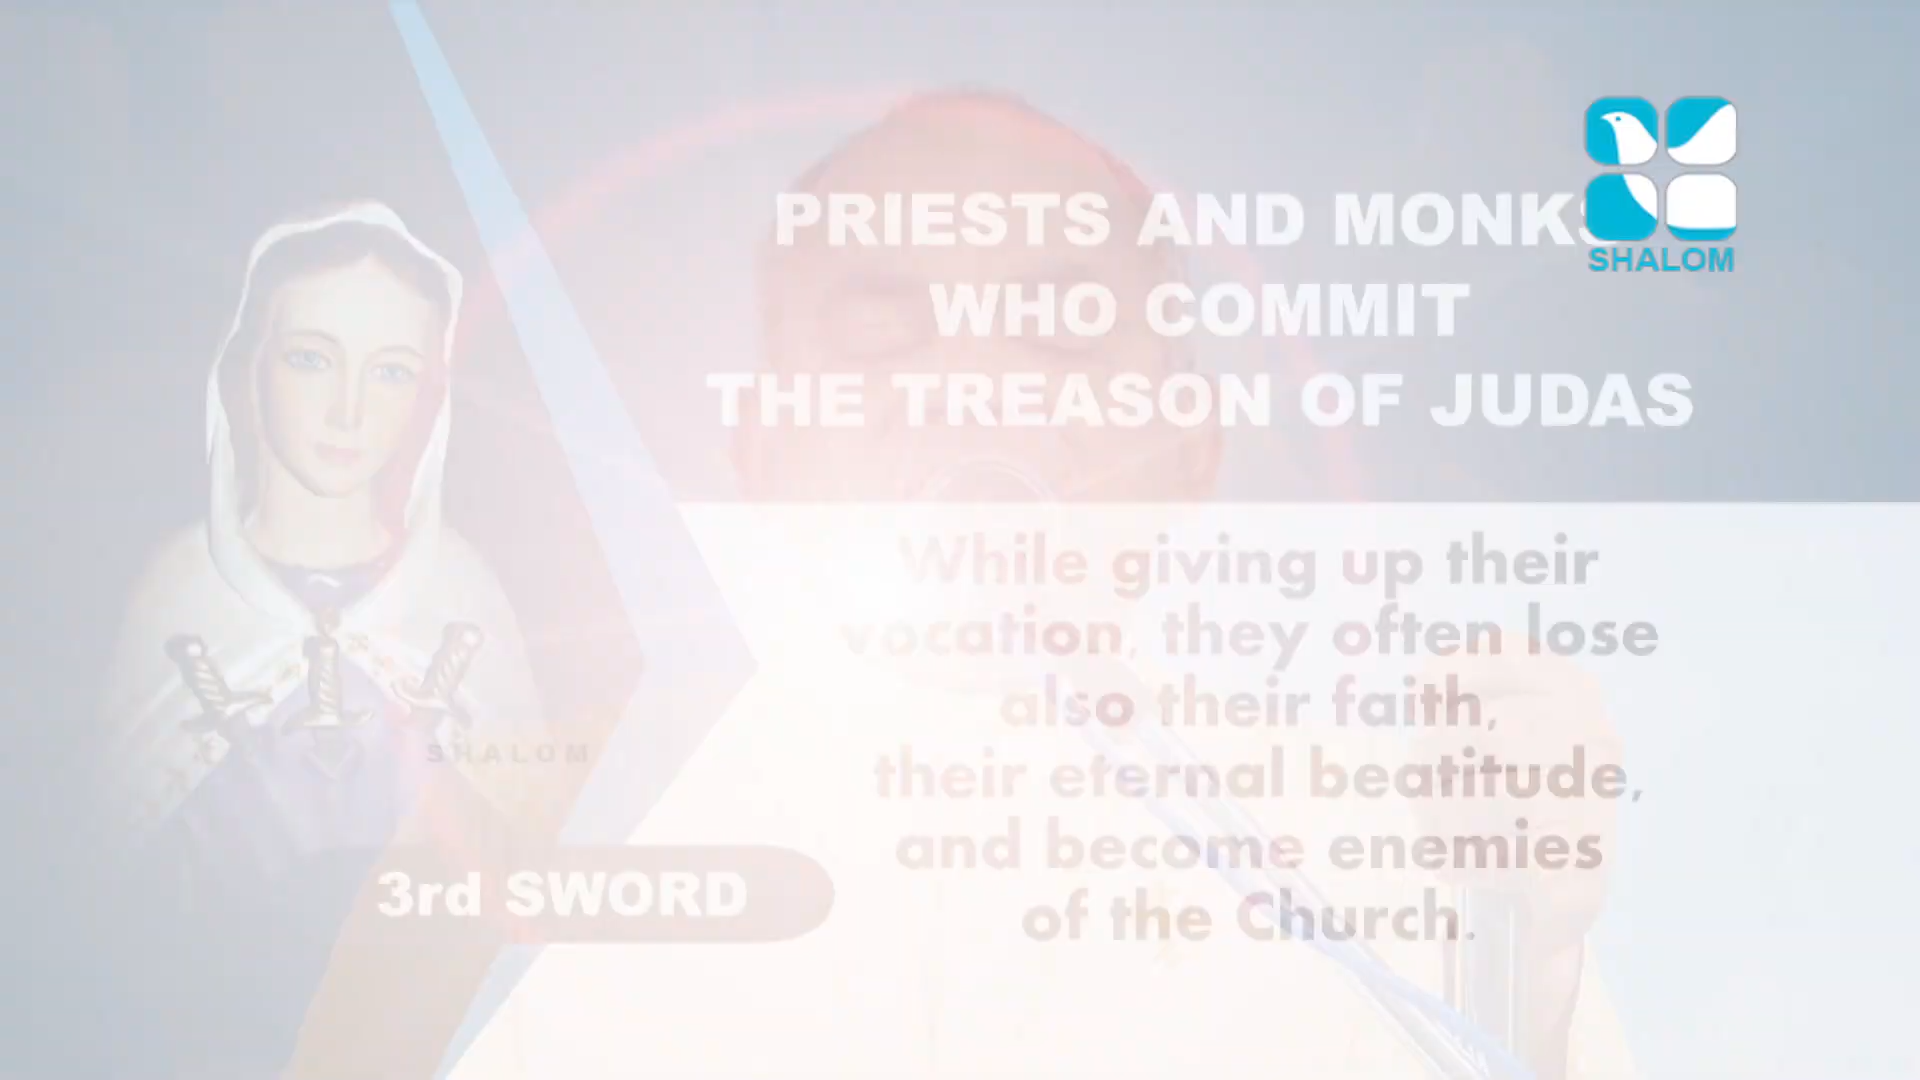 PRIESTS AND MONKS
WHO COMMIT
THE TREASON OF JUDAS
SHALOM
While giving up their
vocation, they often lose
also their faith,
their eternal beatitude,
and become enemies
of the Church.
SHALOM
3rd SWORD